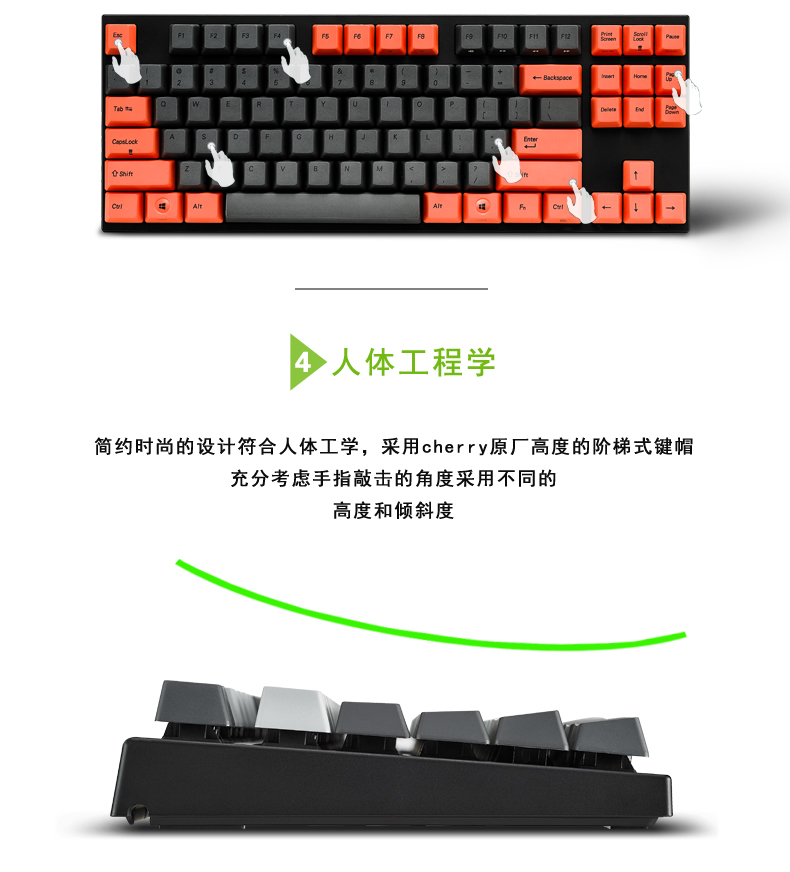 Esc F1 F2 F3 F4 F5 F6 F7 F8 F9 F10 F11 F12 Print Screen Scroll Lock Pause
! @ # $ % & * ( ) - + ← Backspace Insert Home Page Up
Tab Q W E R T Y U I O P [ ] \ Delete End Page Down
CapsLock A S D F G H J K L Enter
⇧ Shift Z C V B N M < > ? Shift ↑
Ctrl Alt Alt Fn Ctrl ← ↓ →
4 人体工程学
简约时尚的设计符合人体工学，采用cherry原厂高度的阶梯式键帽
充分考虑手指敲击的角度采用不同的
高度和倾斜度